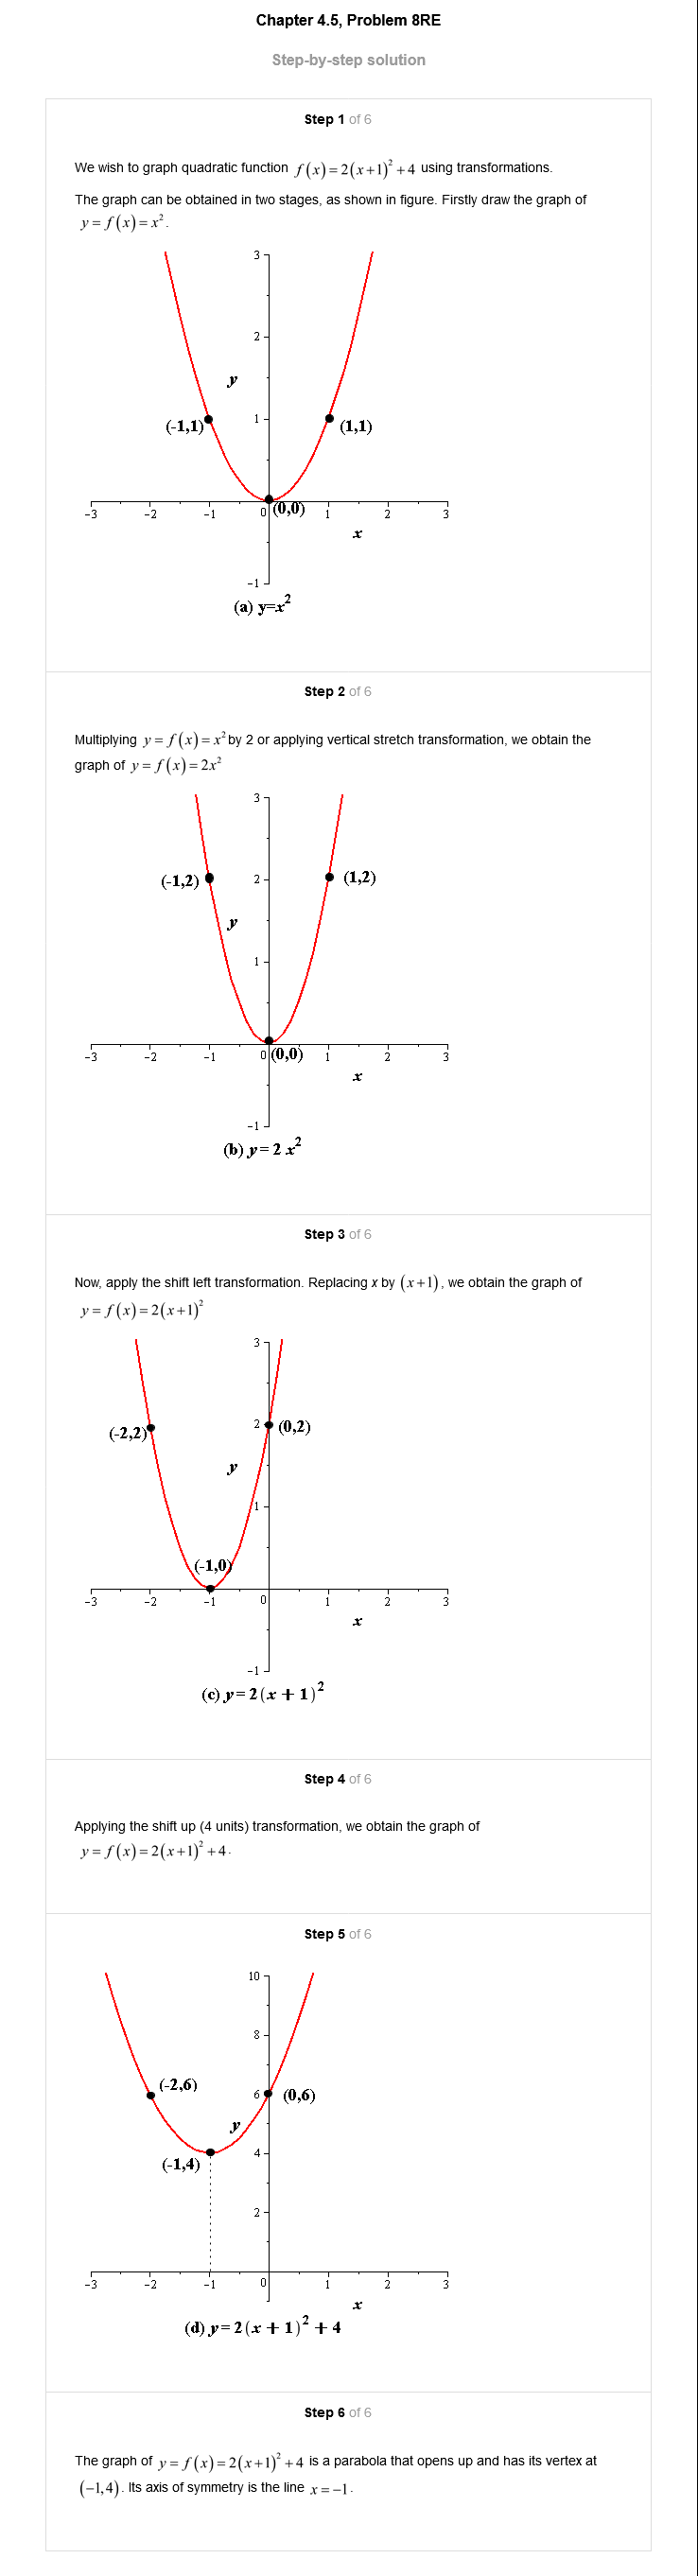 Chapter 4.5, Problem 8RE
Step-by-step solution
Step 1 of 6
We wish to graph quadratic function f(x)=2(x+1)²+4 using transformations.
The graph can be obtained in two stages, as shown in figure. Firstly draw the graph of
y=f(x)=x².
3
2
y
(-1,1)
1
(1,1)
-3
-2
-1
0
(0,0)
1
2
3
x
-1
(a) y=x²
Step 2 of 6
Multiplying y=f(x)=x² by 2 or applying vertical stretch transformation, we obtain the
graph of y=f(x)=2x²
3
(-1,2)
2
(1,2)
y
1
-3
-2
-1
0
(0,0)
1
2
3
x
-1
(b) y=2 x²
Step 3 of 6
Now, apply the shift left transformation. Replacing x by (x+1), we obtain the graph of
y=f(x)=2(x+1)²
3
(-2,2)
2
(0,2)
y
1
(-1,0)
-3
-2
-1
0
1
2
3
x
-1
(c) y=2(x + 1)²
Step 4 of 6
Applying the shift up (4 units) transformation, we obtain the graph of
y=f(x)=2(x+1)²+4.
Step 5 of 6
10
8
(-2,6)
6
(0,6)
y
4
(-1,4)
2
-3
-2
-1
0
1
2
3
x
(d) y=2(x + 1)² + 4
Step 6 of 6
The graph of y=f(x)=2(x+1)²+4 is a parabola that opens up and has its vertex at
(−1,4). Its axis of symmetry is the line x=−1.